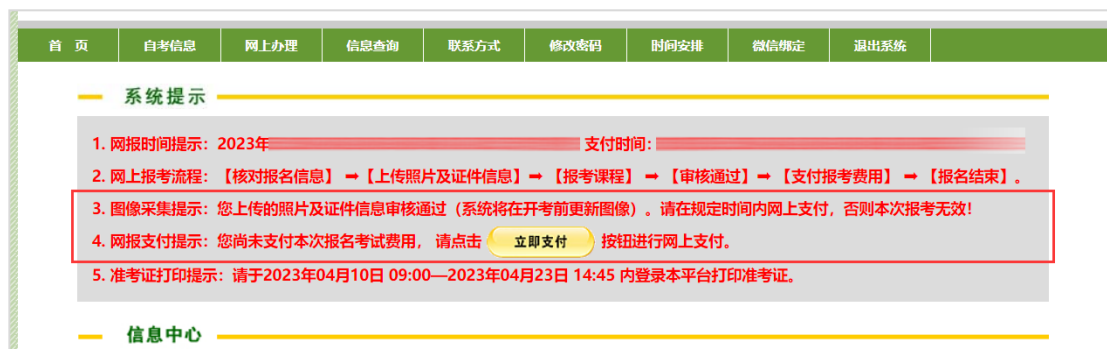 首 页 自考信息 网上办理 信息查询 联系方式 修改密码 时间安排 微信绑定 退出系统
系统提示
1. 网报时间提示：2023年 支付时间：
2. 网上报考流程：【核对报名信息】➡【上传照片及证件信息】➡【报考课程】➡【审核通过】➡【支付报考费用】➡【报名结束】。
3. 图像采集提示：您上传的照片及证件信息审核通过（系统将在开考前更新图像）。请在规定时间内网上支付，否则本次报考无效！
4. 网报支付提示：您尚未支付本次报名考试费用， 请点击 立即支付 按钮进行网上支付。
5. 准考证打印提示：请于2023年04月10日 09:00—2023年04月23日 14:45 内登录本平台打印准考证。
信息中心